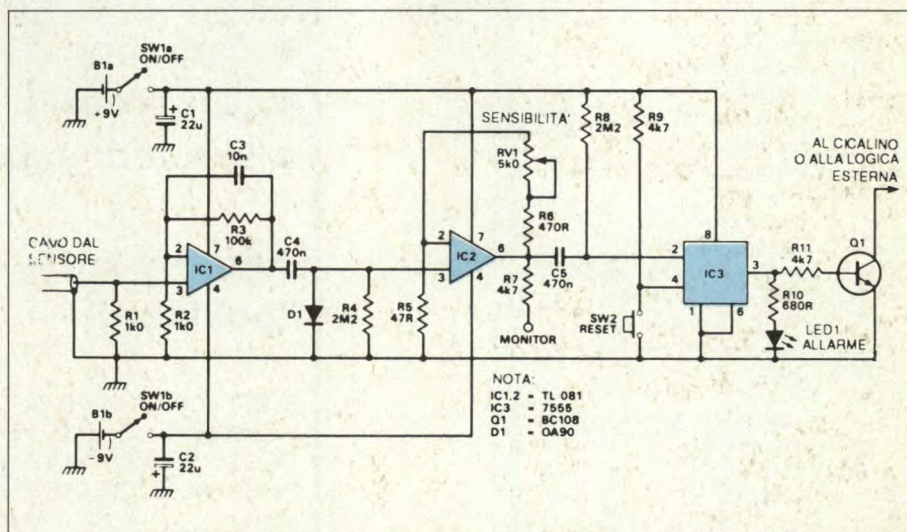 SW1a
ON/OFF
B1a
+9V
C1
22u
C3
10n
R3
100k
C4
470n
2
7
IC1
6
3
4
CAVO DAL
SENSORE
R1
1k0
R2
1k0
D1
R4
2M2
R5
47R
SENSIBILITA'
RV1
5k0
R6
470R
2
7
IC2
6
3
4
R7
4k7
C5
470n
MONITOR
R8
2M2
R9
4k7
SW2
RESET
8
2
4
IC3
3
1
6
R11
4k7
R10
680R
LED1
ALLARME
Q1
AL CICALINO
O ALLA LOGICA
ESTERNA
SW1b
ON/OFF
B1b
-9V
C2
22u
NOTA:
IC1,2 = TL 081
IC3 = 7555
Q1 = BC108
D1 = OA90